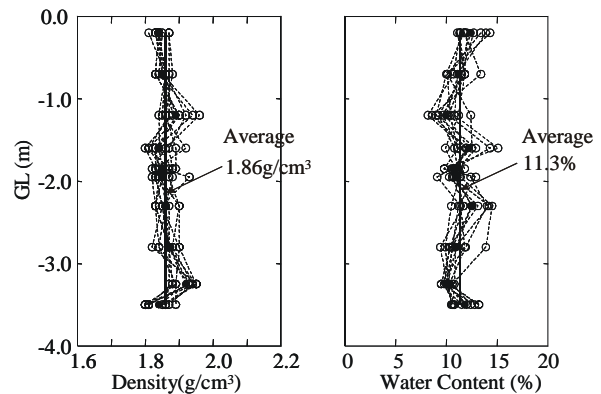 0.0
-1.0
-2.0
-3.0
-4.0
GL (m)
Average
1.86g/cm³
1.6 1.8 2.0 2.2
Density(g/cm³)
Average
11.3%
0 5 10 15 20
Water Content (%)